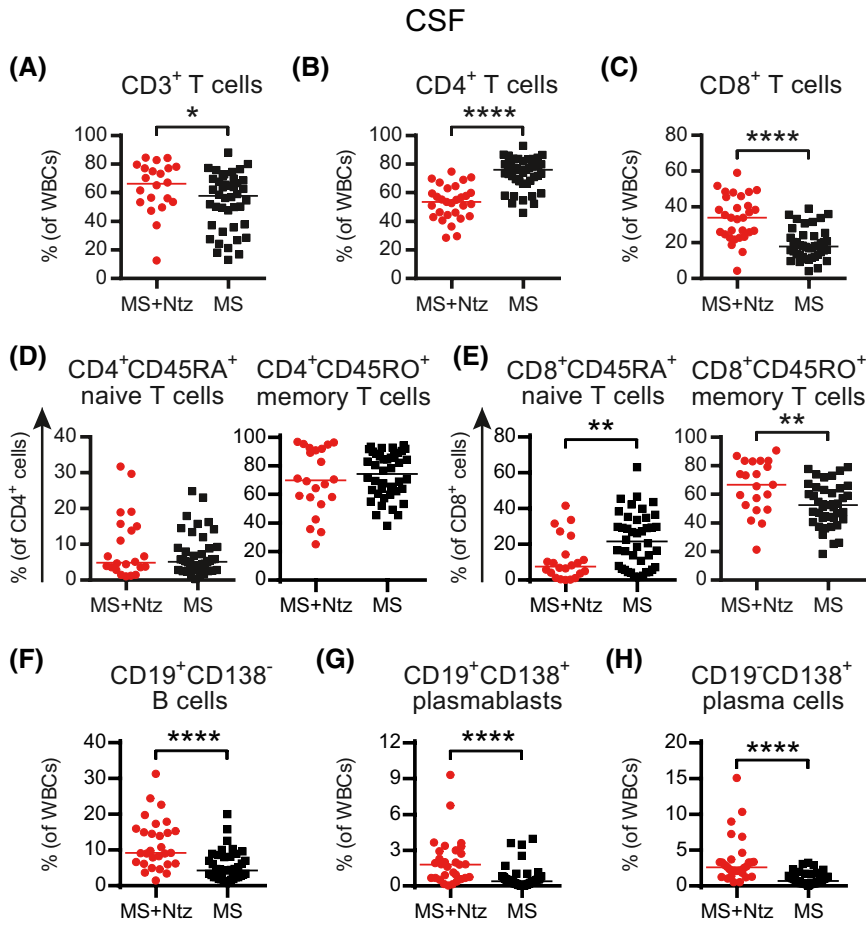 CSF
(A)
CD3⁺ T cells
*
% (of WBCs)
100
80
60
40
20
0
MS+Ntz MS
(B)
CD4⁺ T cells
****
% (of WBCs)
100
80
60
40
20
0
MS+Ntz MS
(C)
CD8⁺ T cells
****
% (of WBCs)
80
60
40
20
0
MS+Ntz MS
(D)
CD4⁺CD45RA⁺
naive T cells
% (of CD4⁺ cells)
40
30
20
10
0
MS+Ntz MS
CD4⁺CD45RO⁺
memory T cells
100
80
60
40
20
0
MS+Ntz MS
(E)
CD8⁺CD45RA⁺
naive T cells
**
% (of CD8⁺ cells)
80
60
40
20
0
MS+Ntz MS
CD8⁺CD45RO⁺
memory T cells
**
100
80
60
40
20
0
MS+Ntz MS
(F)
CD19⁺CD138⁻
B cells
****
% (of WBCs)
40
30
20
10
0
MS+Ntz MS
(G)
CD19⁺CD138⁺
plasmablasts
****
% (of WBCs)
12
9
6
3
0
MS+Ntz MS
(H)
CD19⁻CD138⁺
plasma cells
****
% (of WBCs)
20
15
10
5
0
MS+Ntz MS